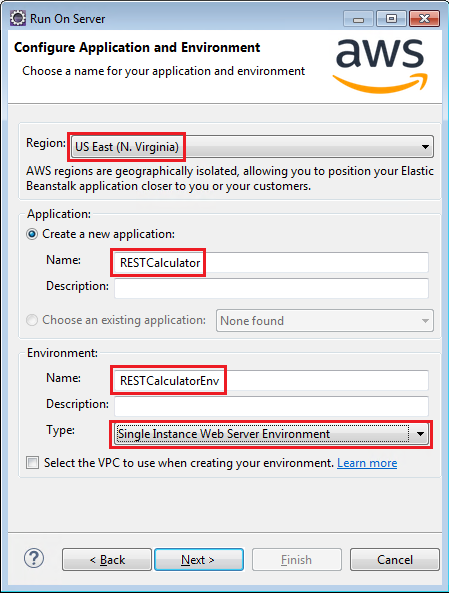 Run On Server
Configure Application and Environment
Choose a name for your application and environment
aws
Region: US East (N. Virginia)
AWS regions are geographically isolated, allowing you to position your Elastic
Beanstalk application closer to you or your customers.
Application:
Create a new application:
Name: RESTCalculator
Description:
Choose an existing application: None found
Environment:
Name: RESTCalculatorEnv
Description:
Type: Single Instance Web Server Environment
Select the VPC to use when creating your environment. Learn more
? < Back Next > Finish Cancel